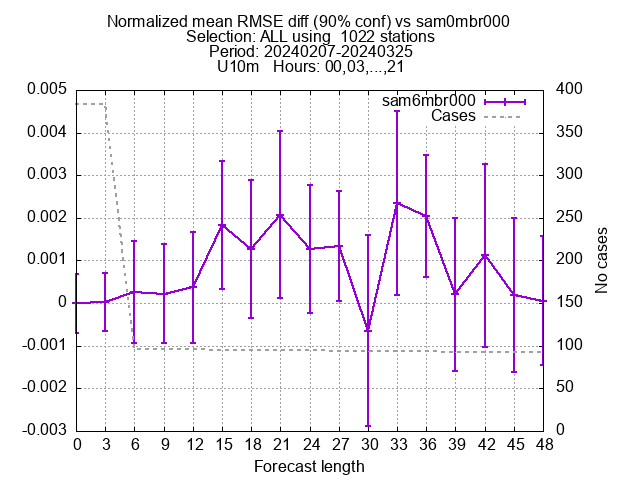 Normalized mean RMSE diff (90% conf) vs sam0mbr000
Selection: ALL using  1022 stations
Period: 20240207-20240325
U10m   Hours: 00,03,...,21
sam6mbr000
Cases
0.005
0.004
0.003
0.002
0.001
0
-0.001
-0.002
-0.003
400
350
300
250
200
150
100
50
0
No cases
0 3 6 9 12 15 18 21 24 27 30 33 36 39 42 45 48
Forecast length